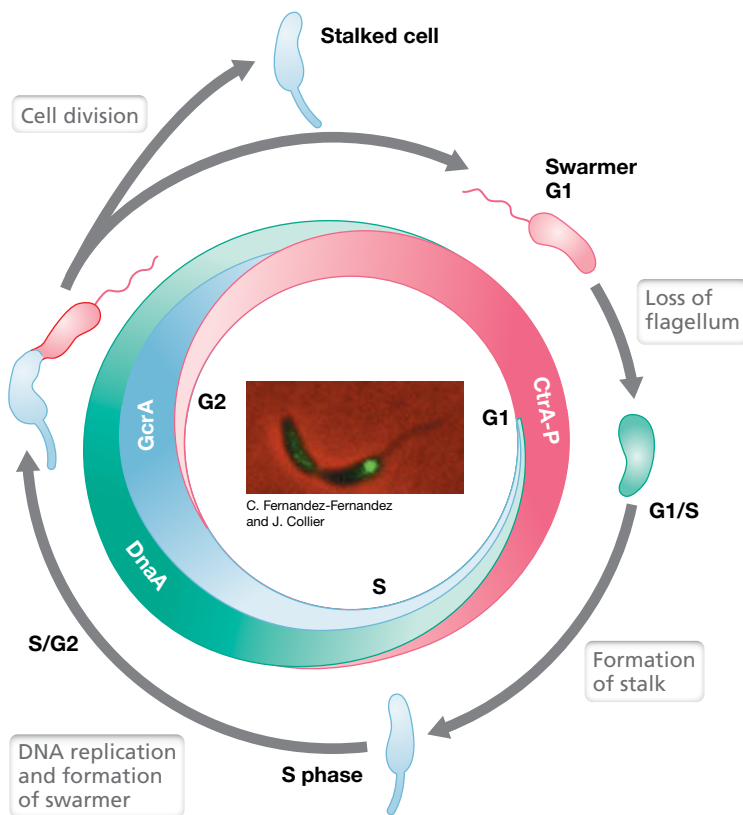 Stalked cell
Cell division
Swarmer
G1
Loss of
flagellum
CtrA-P
G1
G2
GcrA
C. Fernandez-Fernandez
and J. Collier
G1/S
DnaA
S
S/G2
Formation
of stalk
DNA replication
and formation
of swarmer
S phase